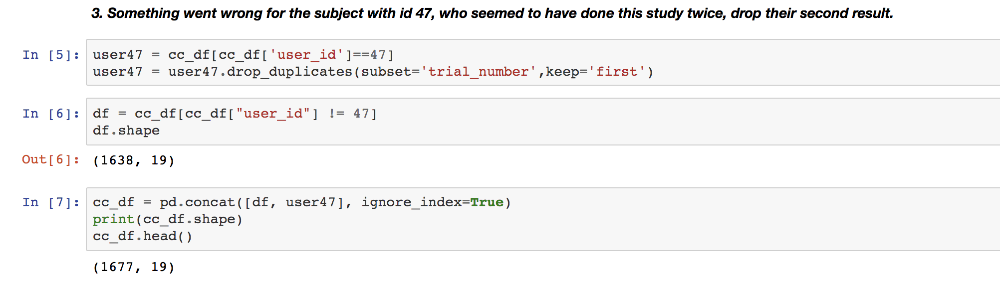 3. Something went wrong for the subject with id 47, who seemed to have done this study twice, drop their second result.
In [5]: user47 = cc_df[cc_df['user_id']==47]
user47 = user47.drop_duplicates(subset='trial_number',keep='first')
In [6]: df = cc_df[cc_df["user_id"] != 47]
df.shape
Out[6]: (1638, 19)
In [7]: cc_df = pd.concat([df, user47], ignore_index=True)
print(cc_df.shape)
cc_df.head()
(1677, 19)